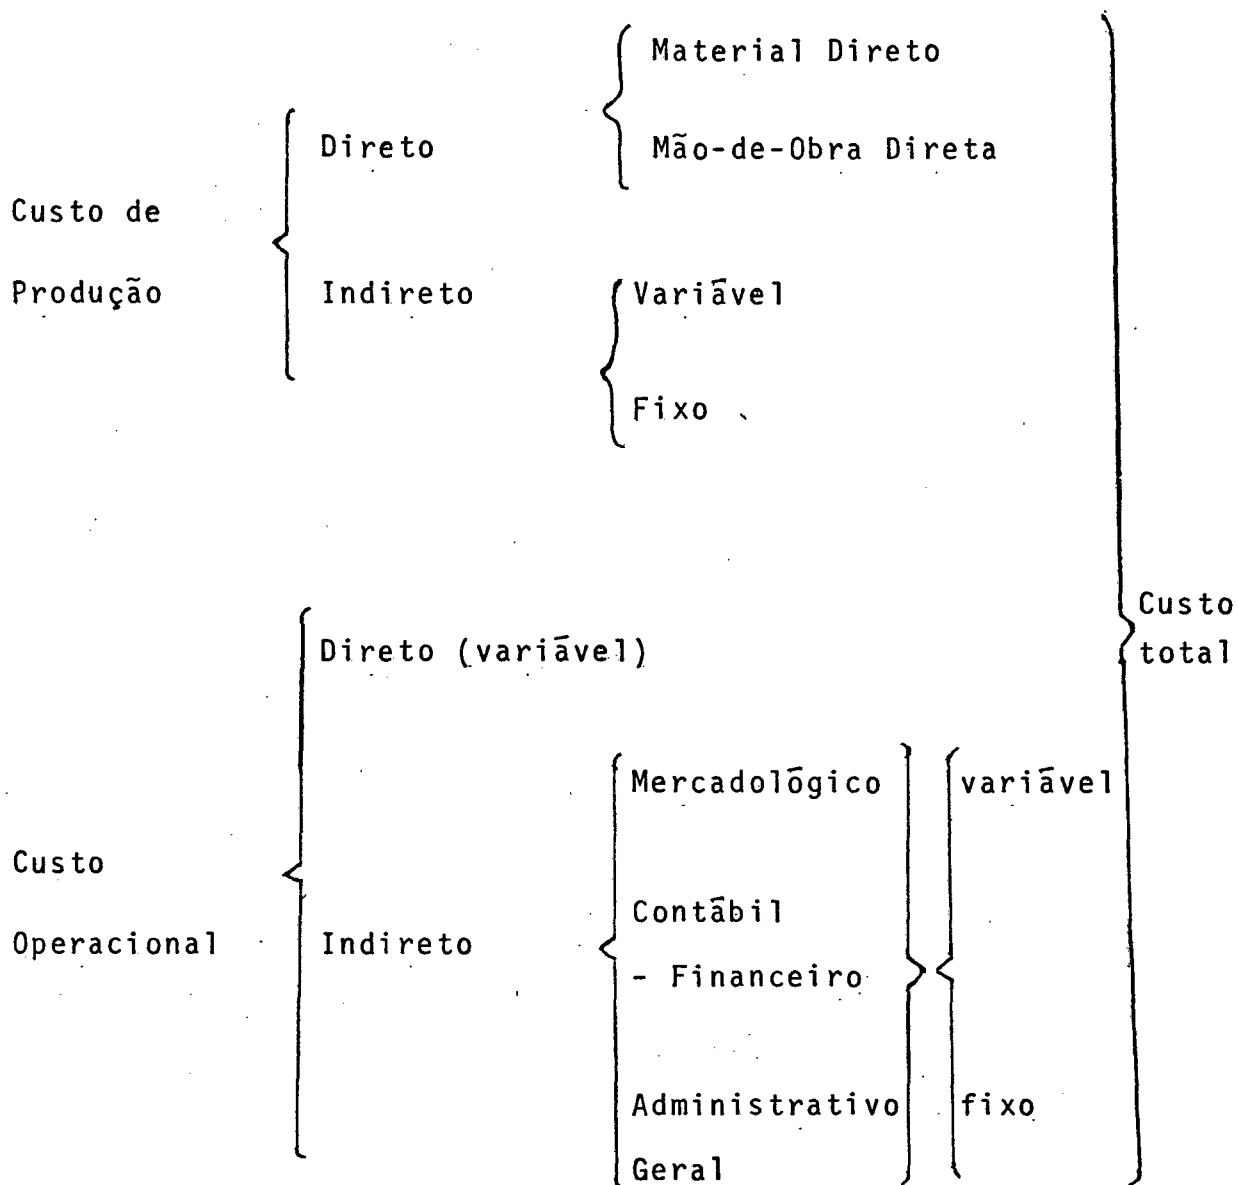 Material Direto
Direto
Mão-de-Obra Direta
Custo de
Produção
Indireto
Variável
Fixo
Custo
total
Direto (variável)
Mercadológico
variável
Custo
Operacional
Indireto
Contábil
- Financeiro
Administrativo
fixo
Geral